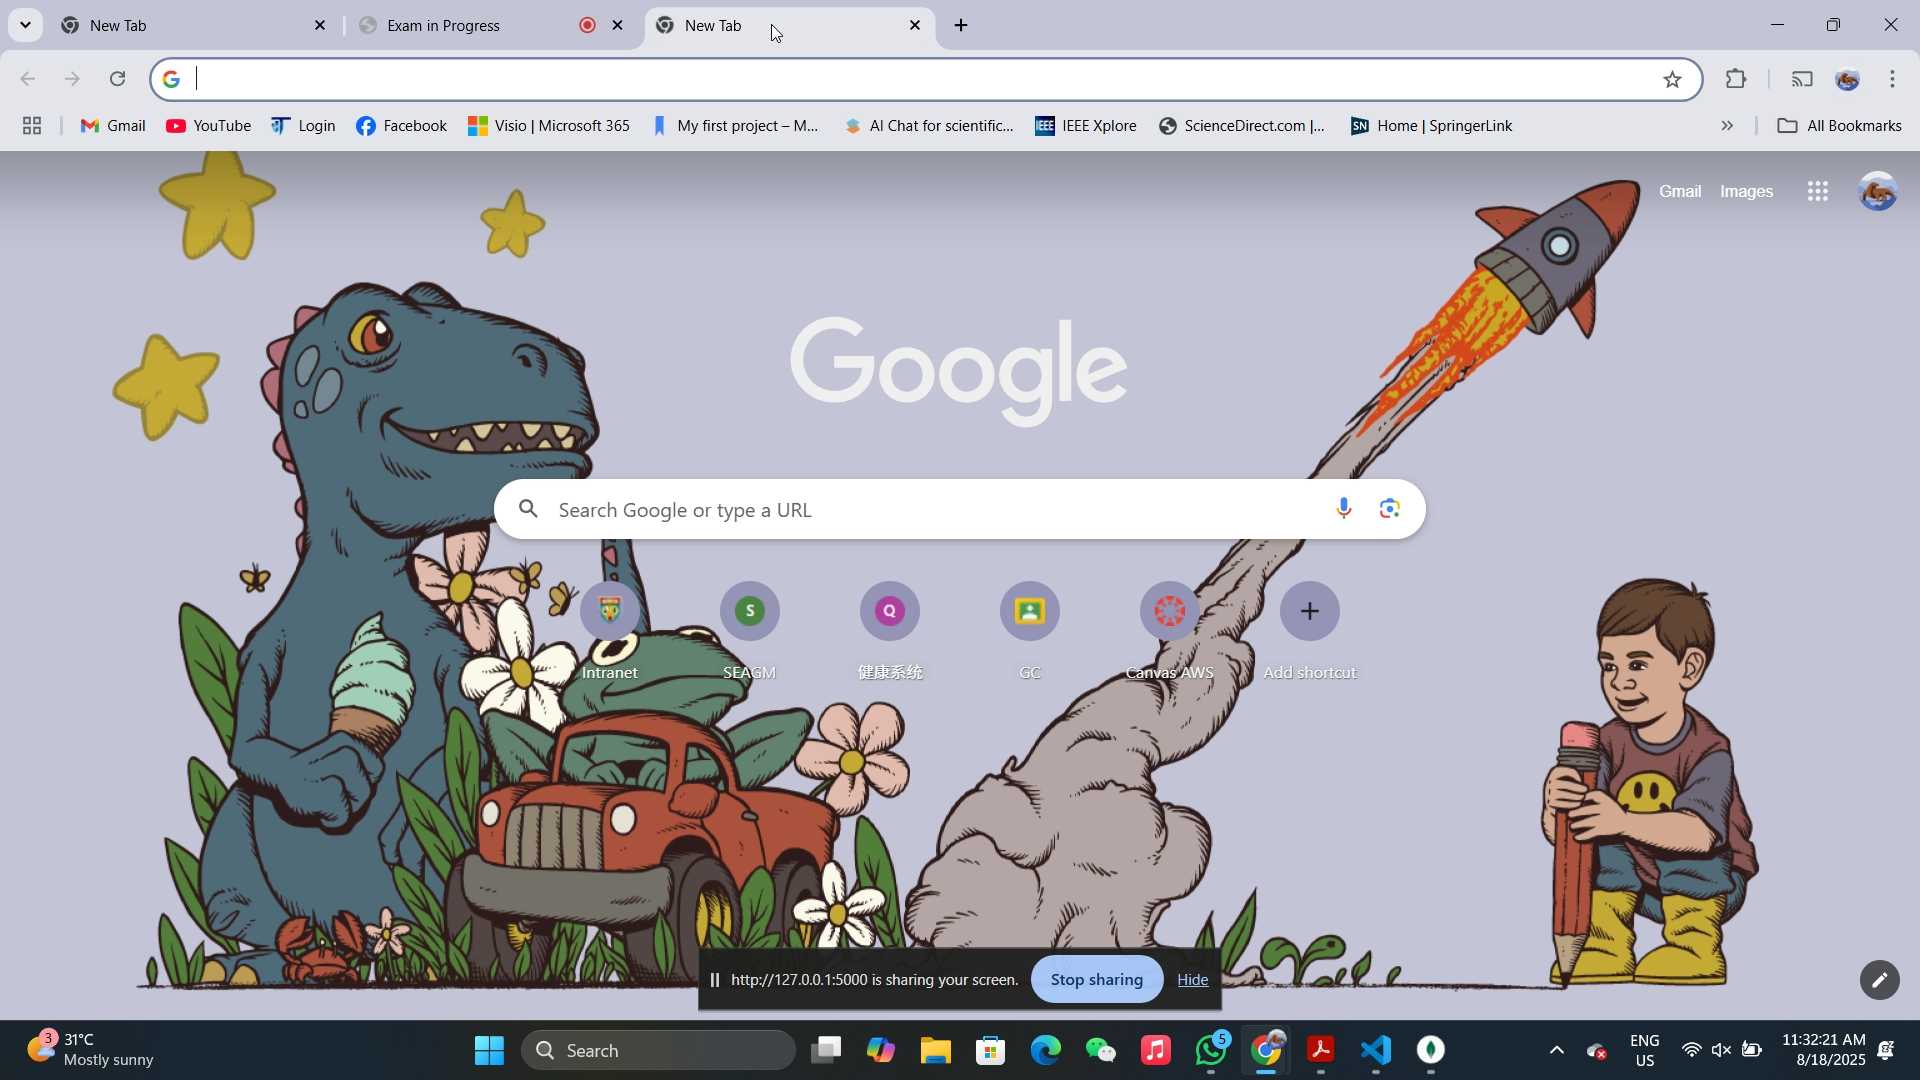 New Tab
Exam in Progress
New Tab
Gmail
YouTube
Login
Facebook
Visio | Microsoft 365
My first project – M...
AI Chat for scientific...
IEEE
IEEE Xplore
ScienceDirect.com |...
SN
Home | SpringerLink
All Bookmarks
Gmail
Images
Google
Search Google or type a URL
S
Q
Intranet
SEAGM
健康系统
GC
Canvas AWS
Add shortcut
http://127.0.0.1:5000 is sharing your screen.
Stop sharing
Hide
3
31°C
Mostly sunny
Search
5
ENG
US
11:32:21 AM
8/18/2025